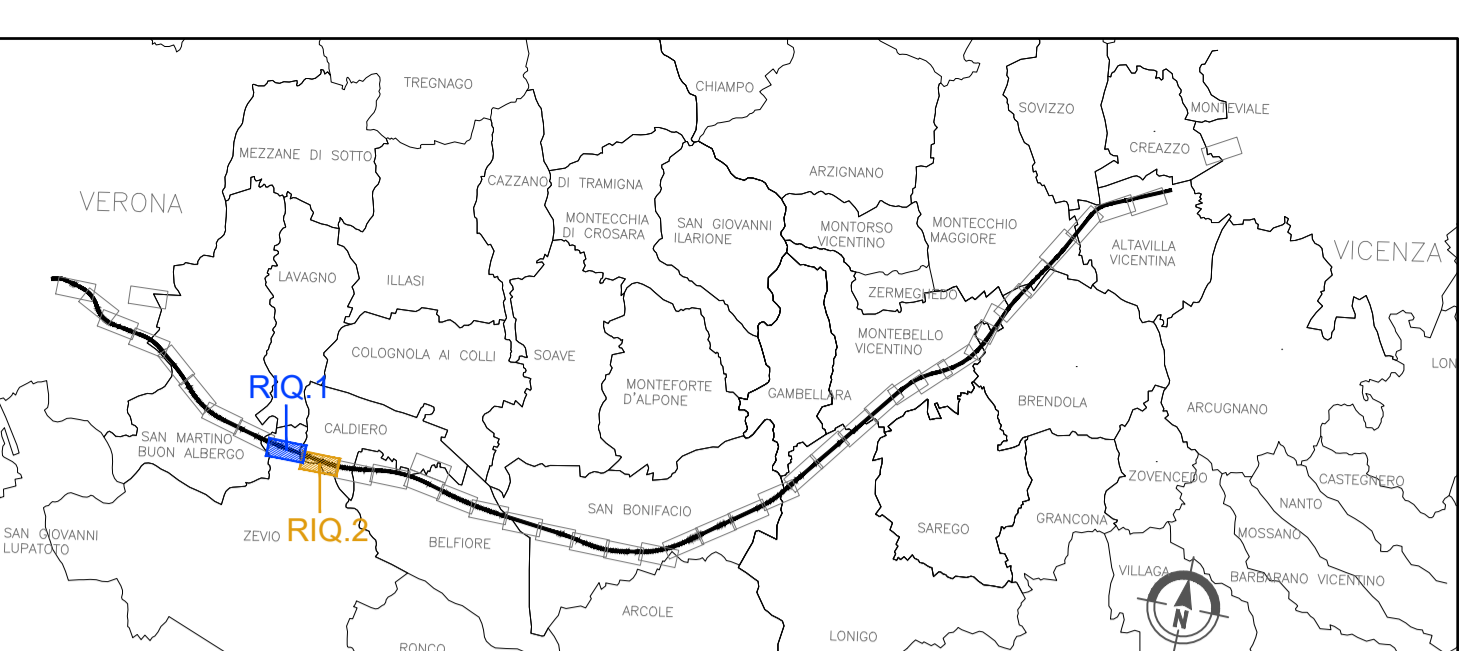 TREGNAGO
CHIAMPO
SOVIZZO
MONTEVIALE
CREAZZO
MEZZANE DI SOTTO
ARZIGNANO
CAZZANO DI TRAMIGNA
VERONA
MONTECCHIA
DI CROSARA
SAN GIOVANNI
ILARIONE
MONTORSO
VICENTINO
MONTECCHIO
MAGGIORE
ALTAVILLA
VICENTINA
VICENZA
LAVAGNO
ILLASI
ZERMEGHEDO
COLOGNOLA AI COLLI
SOAVE
MONTEBELLO
VICENTINO
LON
RIQ.1
MONTEFORTE
D'ALPONE
GAMBELLARA
BRENDOLA
ARCUGNANO
CALDIERO
SAN MARTINO
BUON ALBERGO
ZOVENCEDO
CASTEGNERO
NANTO
SAN BONIFACIO
GRANCONA
SAREGO
MOSSANO
SAN GIOVANNI
LUPATOTO
ZEVIO
RIQ.2
BELFIORE
VILLAGA
BARBARANO VICENTINO
ARCOLE
N
LONIGO
RONCO